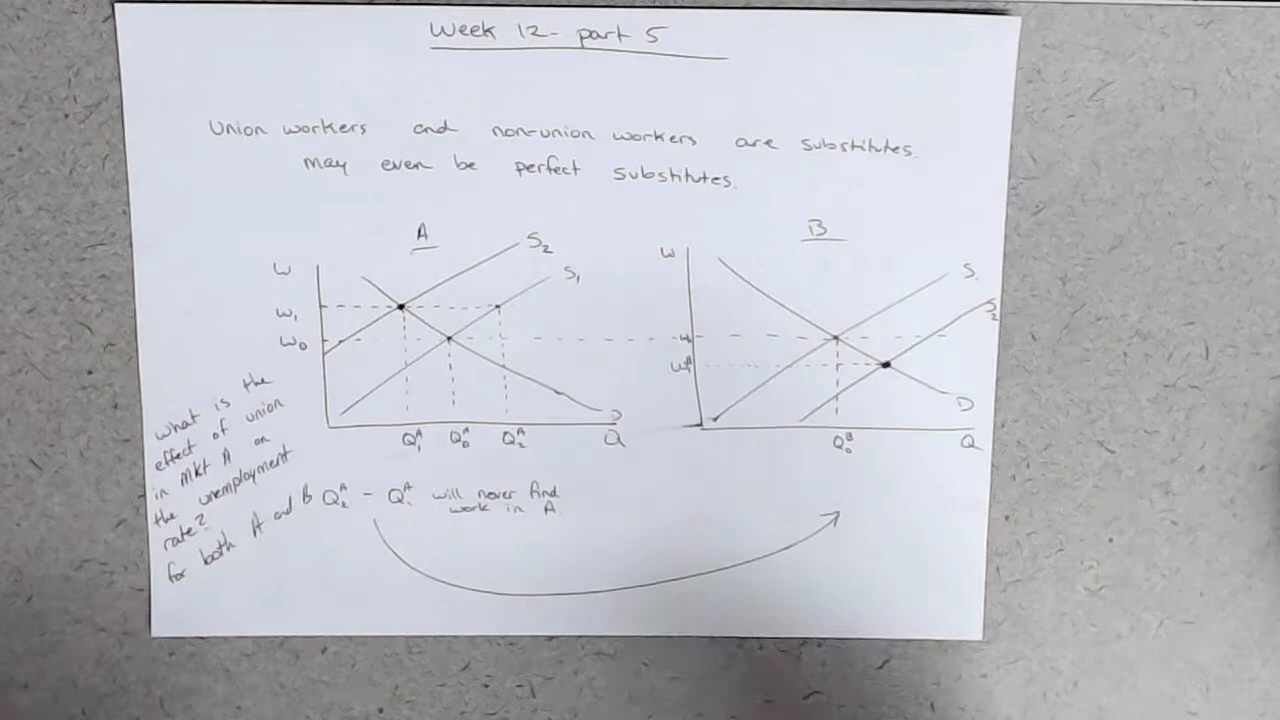 Week 12 - part 5
Union workers and non-union workers are substitutes.
may even be perfect substitutes.
A
W
S₂
S₁
W₁
W₀
D
Q₁ᴬ Q₀ᴬ Q₂ᴬ Q
B
W
S
S₂
D
Q₀ᴮ Q
what is the
effect of union
in Mkt A on
the unemployment
rate?
for both A and B
Q₂ᴬ - Q₁ᴬ will never find
work in A.